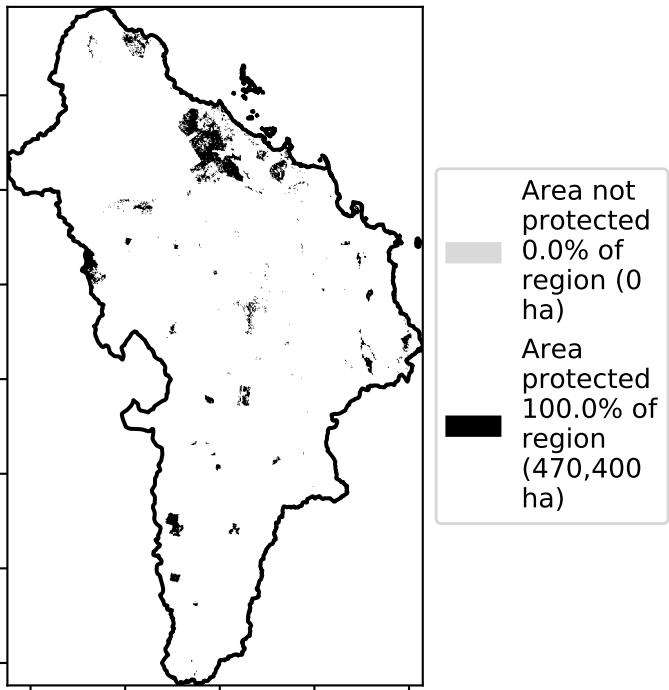 Area not
protected
0.0% of
region (0
ha)
Area
protected
100.0% of
region
(470,400
ha)